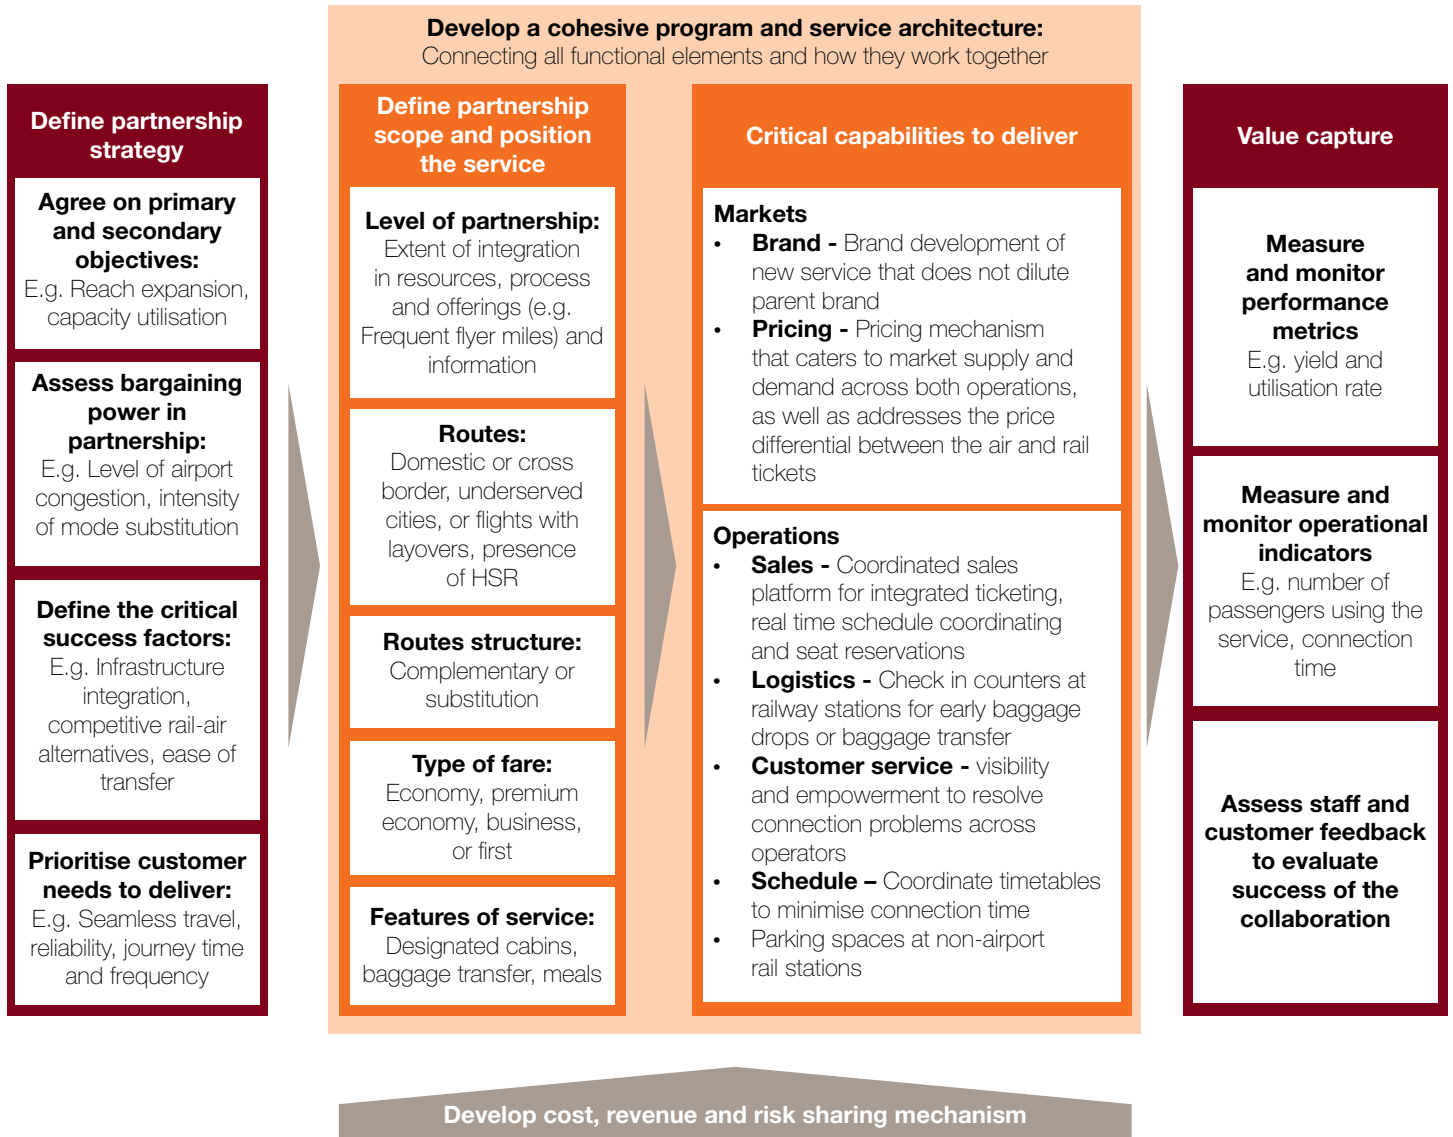 Develop a cohesive program and service architecture:
Connecting all functional elements and how they work together
Define partnership
strategy
Agree on primary
and secondary
objectives:
E.g. Reach expansion,
capacity utilisation
Assess bargaining
power in
partnership:
E.g. Level of airport
congestion, intensity
of mode substitution
Define the critical
success factors:
E.g. Infrastructure
integration,
competitive rail-air
alternatives, ease of
transfer
Prioritise customer
needs to deliver:
E.g. Seamless travel,
reliability, journey time
and frequency
Define partnership
scope and position
the service
Level of partnership:
Extent of integration
in resources, process
and offerings (e.g.
Frequent flyer miles) and
information
Routes:
Domestic or cross
border, underserved
cities, or flights with
layovers, presence
of HSR
Routes structure:
Complementary or
substitution
Type of fare:
Economy, premium
economy, business,
or first
Features of service:
Designated cabins,
baggage transfer, meals
Critical capabilities to deliver
Markets
• Brand - Brand development of
new service that does not dilute
parent brand
• Pricing - Pricing mechanism
that caters to market supply and
demand across both operations,
as well as addresses the price
differential between the air and rail
tickets
Operations
• Sales - Coordinated sales
platform for integrated ticketing,
real time schedule coordinating
and seat reservations
• Logistics - Check in counters at
railway stations for early baggage
drops or baggage transfer
• Customer service - visibility
and empowerment to resolve
connection problems across
operators
• Schedule – Coordinate timetables
to minimise connection time
• Parking spaces at non-airport
rail stations
Value capture
Measure
and monitor
performance
metrics
E.g. yield and
utilisation rate
Measure and
monitor operational
indicators
E.g. number of
passengers using the
service, connection
time
Assess staff and
customer feedback
to evaluate
success of the
collaboration
Develop cost, revenue and risk sharing mechanism